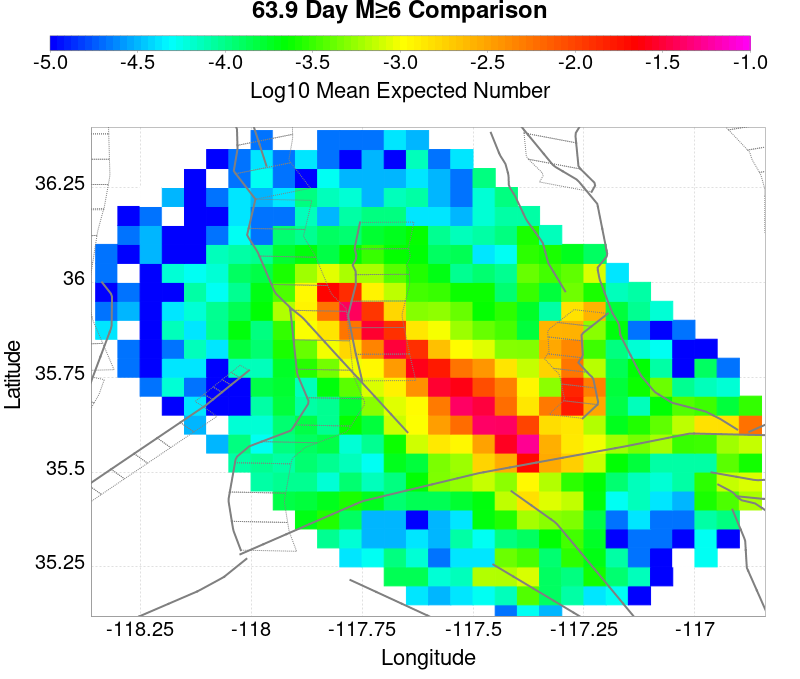 63.9 Day M≥6 Comparison
-5.0 -4.5 -4.0 -3.5 -3.0 -2.5 -2.0 -1.5 -1.0
Log10 Mean Expected Number
36.25
36
35.75
35.5
35.25
Latitude
-118.25 -118 -117.75 -117.5 -117.25 -117
Longitude